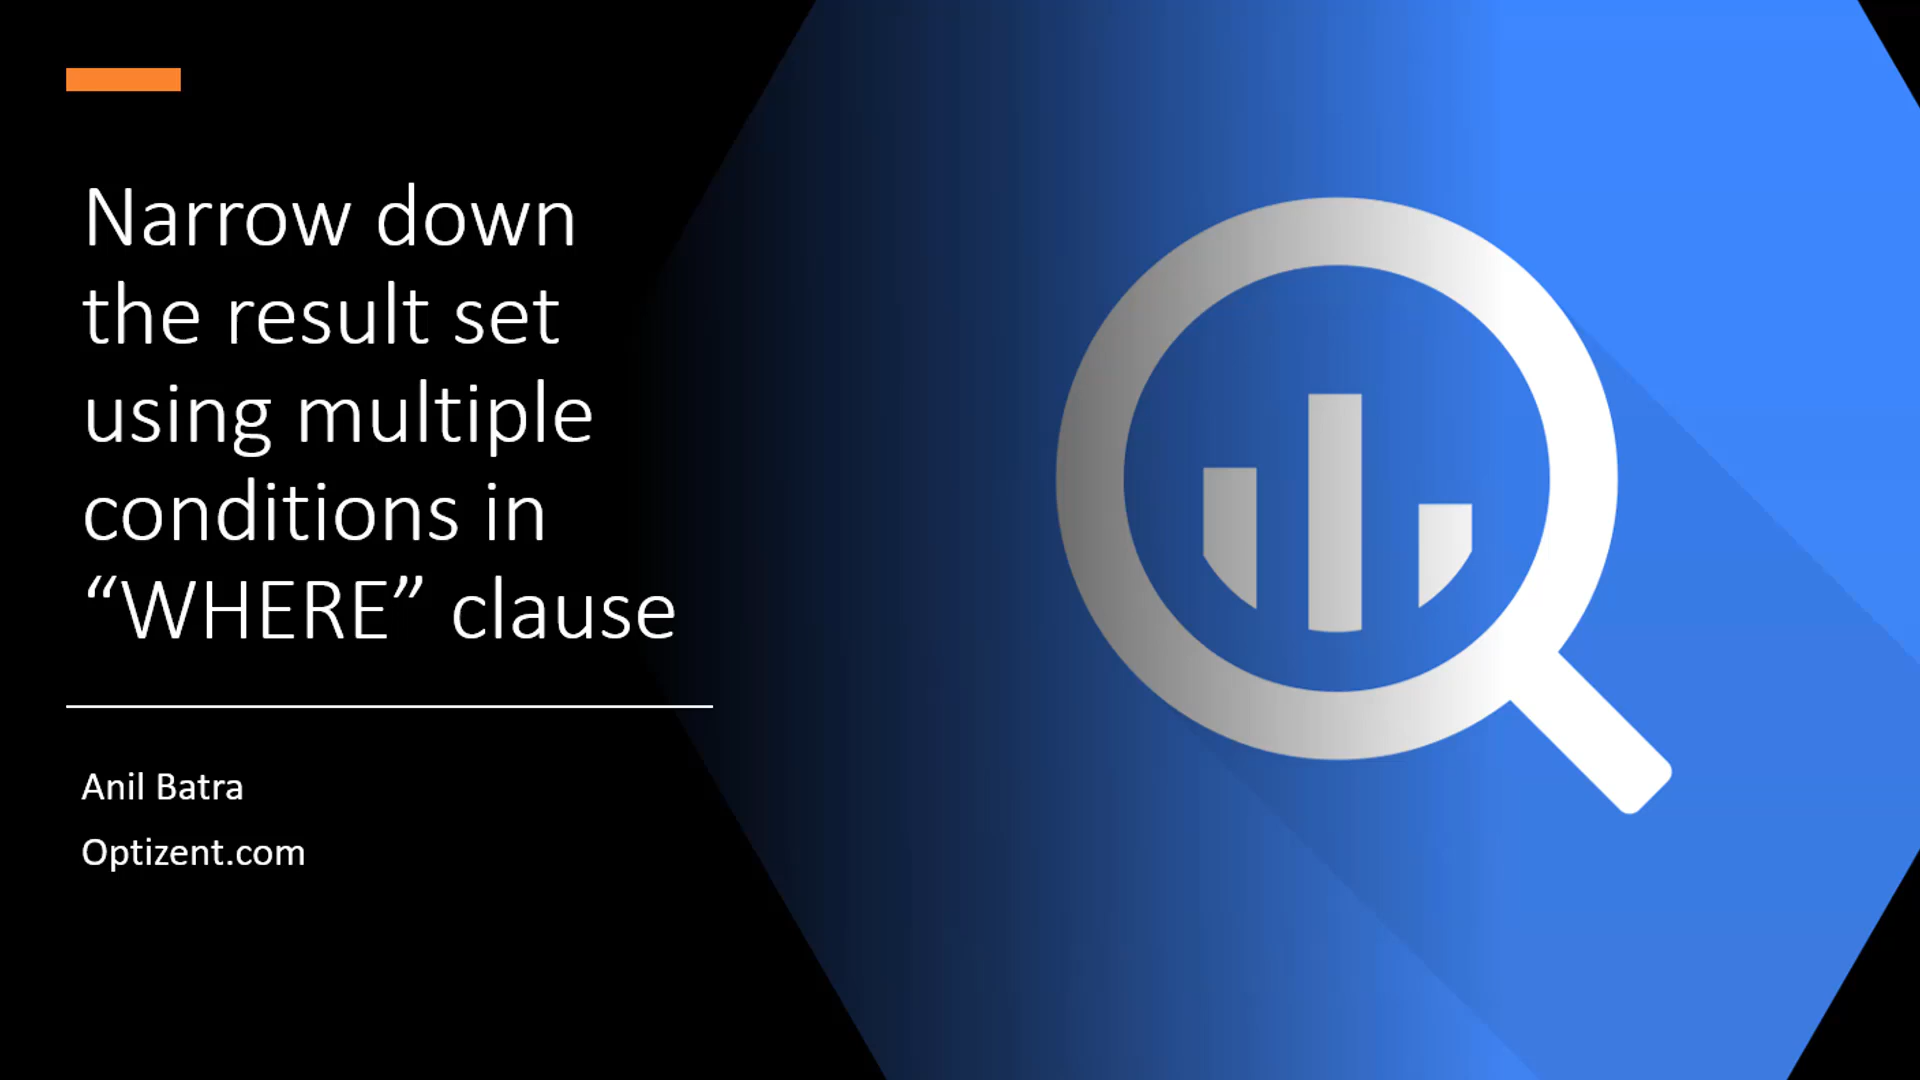 Narrow down
the result set
using multiple
conditions in
“WHERE” clause
Anil Batra
Optizent.com